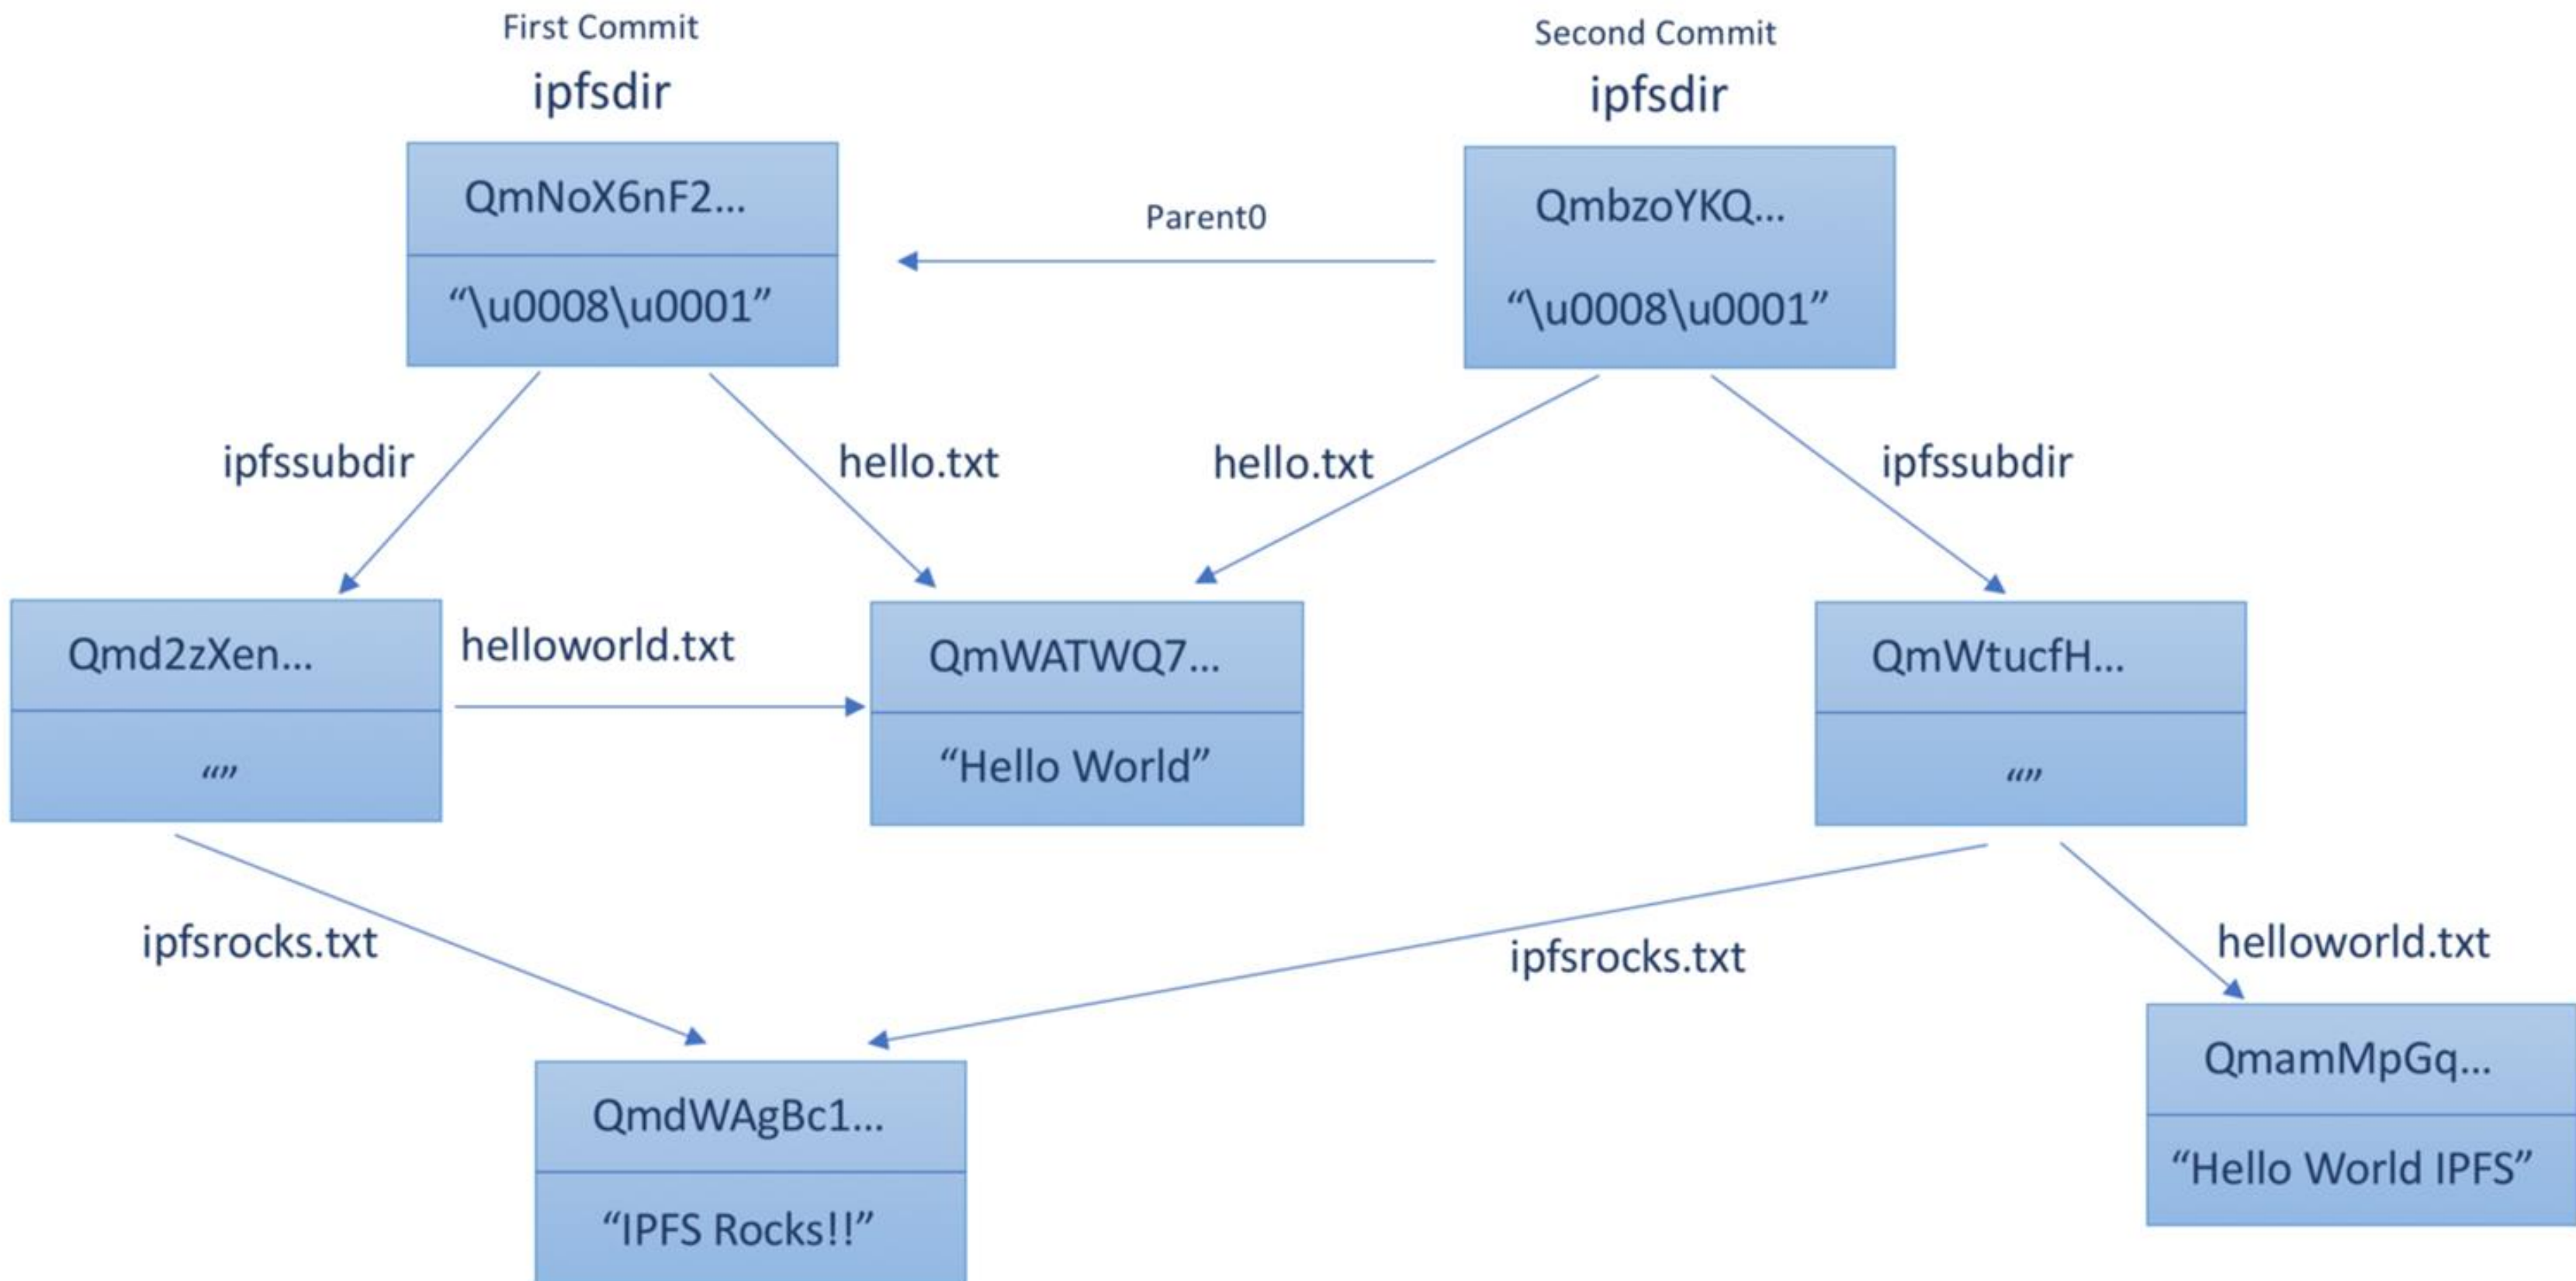 First Commit
ipfsdir
Second Commit
ipfsdir
QmNoX6nF2...
“\u0008\u0001”
Parent0
QmbzoYKQ...
“\u0008\u0001”
ipfssubdir
hello.txt
hello.txt
ipfssubdir
Qmd2zXen...
“”
helloworld.txt
QmWATWQ7...
“Hello World”
QmWtucfH...
“”
ipfsrocks.txt
ipfsrocks.txt
helloworld.txt
QmdWAgBc1...
“IPFS Rocks!!”
QmamMpGq...
“Hello World IPFS”